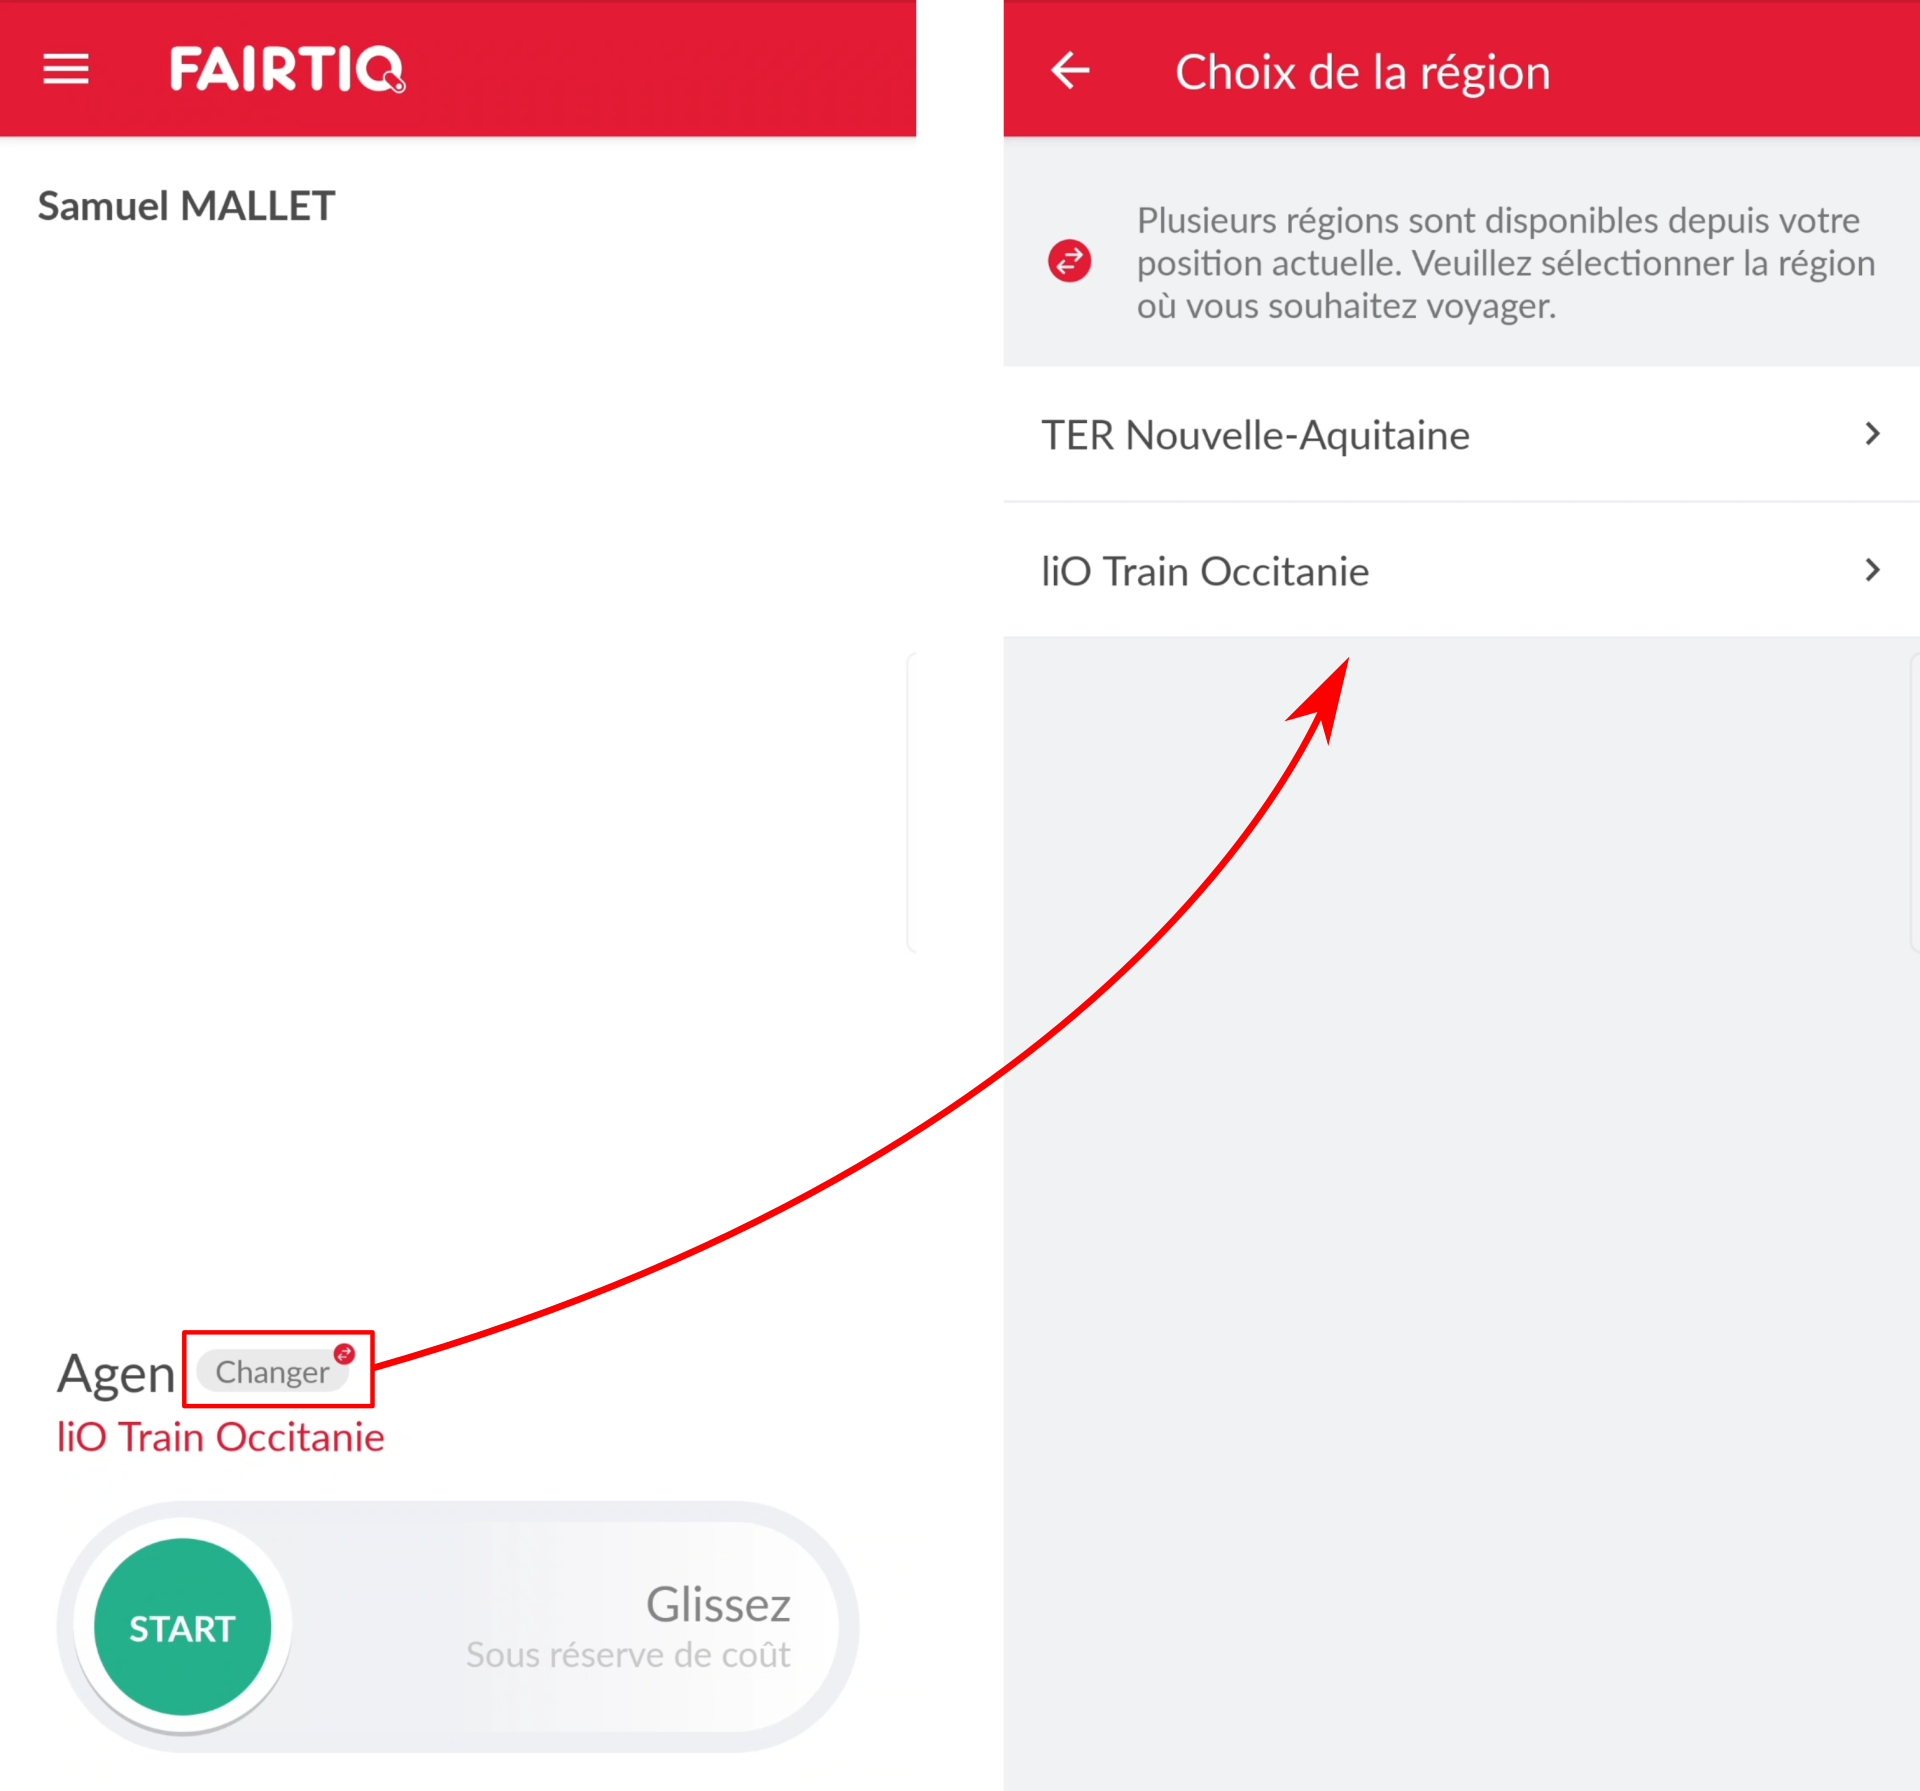 FAIRTIQ
Samuel MALLET
Agen Changer
liO Train Occitanie
START
Glissez
Sous réserve de coût
Choix de la région
Plusieurs régions sont disponibles depuis votre
position actuelle. Veuillez sélectionner la région
où vous souhaitez voyager.
TER Nouvelle-Aquitaine
liO Train Occitanie